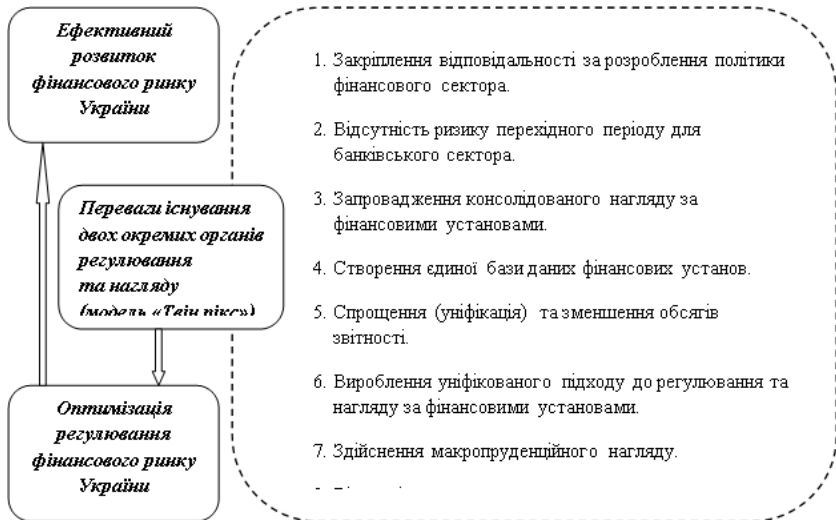 Ефективний
розвиток
фінансового ринку
України
Переваги існування
двох окремих органів
регулювання
та нагляду
(модель «Твін пікс»)
Оптимізація
регулювання
фінансового ринку
України
1. Закріплення відповідальності за розроблення політики
фінансового сектора.
2. Відсутність ризику перехідного періоду для
банківського сектора.
3. Запровадження консолідованого нагляду за
фінансовими установами.
4. Створення єдиної бази даних фінансових установ.
5. Спрощення (уніфікація) та зменшення обсягів
звітності.
6. Вироблення уніфікованого підходу до регулювання та
нагляду за фінансовими установами.
7. Здійснення макропруденційного нагляду.